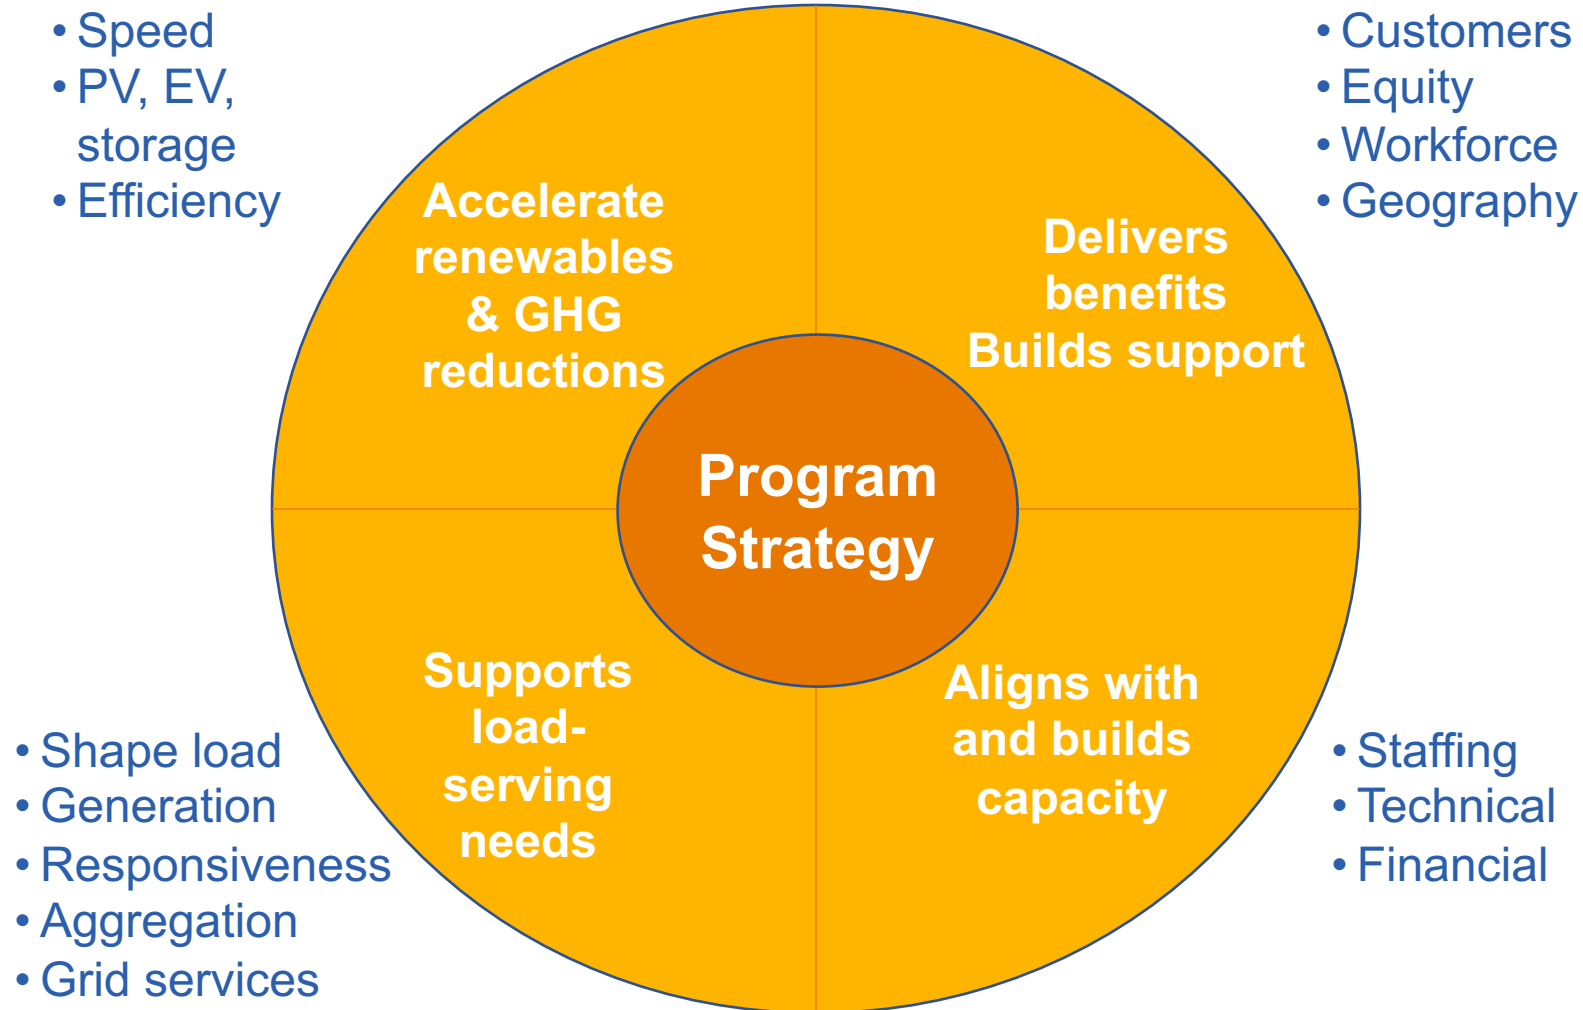 • Speed
• PV, EV,
storage
• Efficiency
• Customers
• Equity
• Workforce
• Geography
Accelerate
renewables
& GHG
reductions
Delivers
benefits
Builds support
Program
Strategy
Supports
load-
serving
needs
Aligns with
and builds
capacity
• Shape load
• Generation
• Responsiveness
• Aggregation
• Grid services
• Staffing
• Technical
• Financial